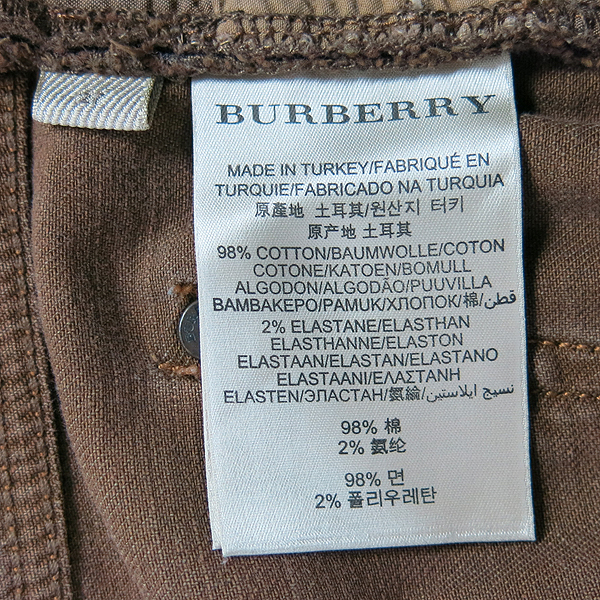 BURBERRY
MADE IN TURKEY/FABRIQUÉ EN
TURQUIE/FABRICADO NA TURQUIA
原產地 土耳其/원산지 터키
原产地 土耳其
98% COTTON/BAUMWOLLE/COTON
COTONE/KATOEN/BOMULL
ALGODON/ALGODÃO/PUUVILLA
BAMBAKEPO/PAMUK/ХЛОПОК/棉/قطن
2% ELASTANE/ELASTHAN
ELASTHANNE/ELASTON
ELASTAAN/ELASTAN/ELASTANO
ELASTAANI/ΕΛΑΣΤΑΝΗ
ELASTEN/ЭЛАСТАН/氨綸/نسيج ايلاستين
98% 棉
2% 氨纶
98% 면
2% 폴리우레탄